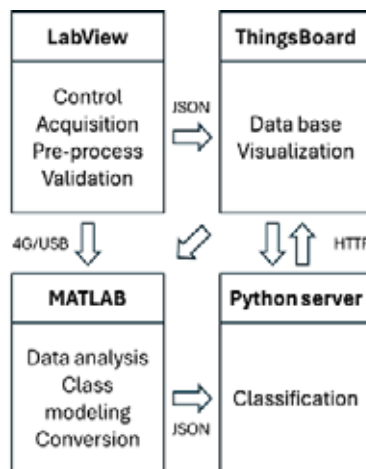 LabView
Control
Acquisition
Pre-process
Validation
JSON
ThingsBoard
Data base
Visualization
4G/USB
HTTP
MATLAB
Data analysis
Class
modeling
Conversion
JSON
Python server
Classification